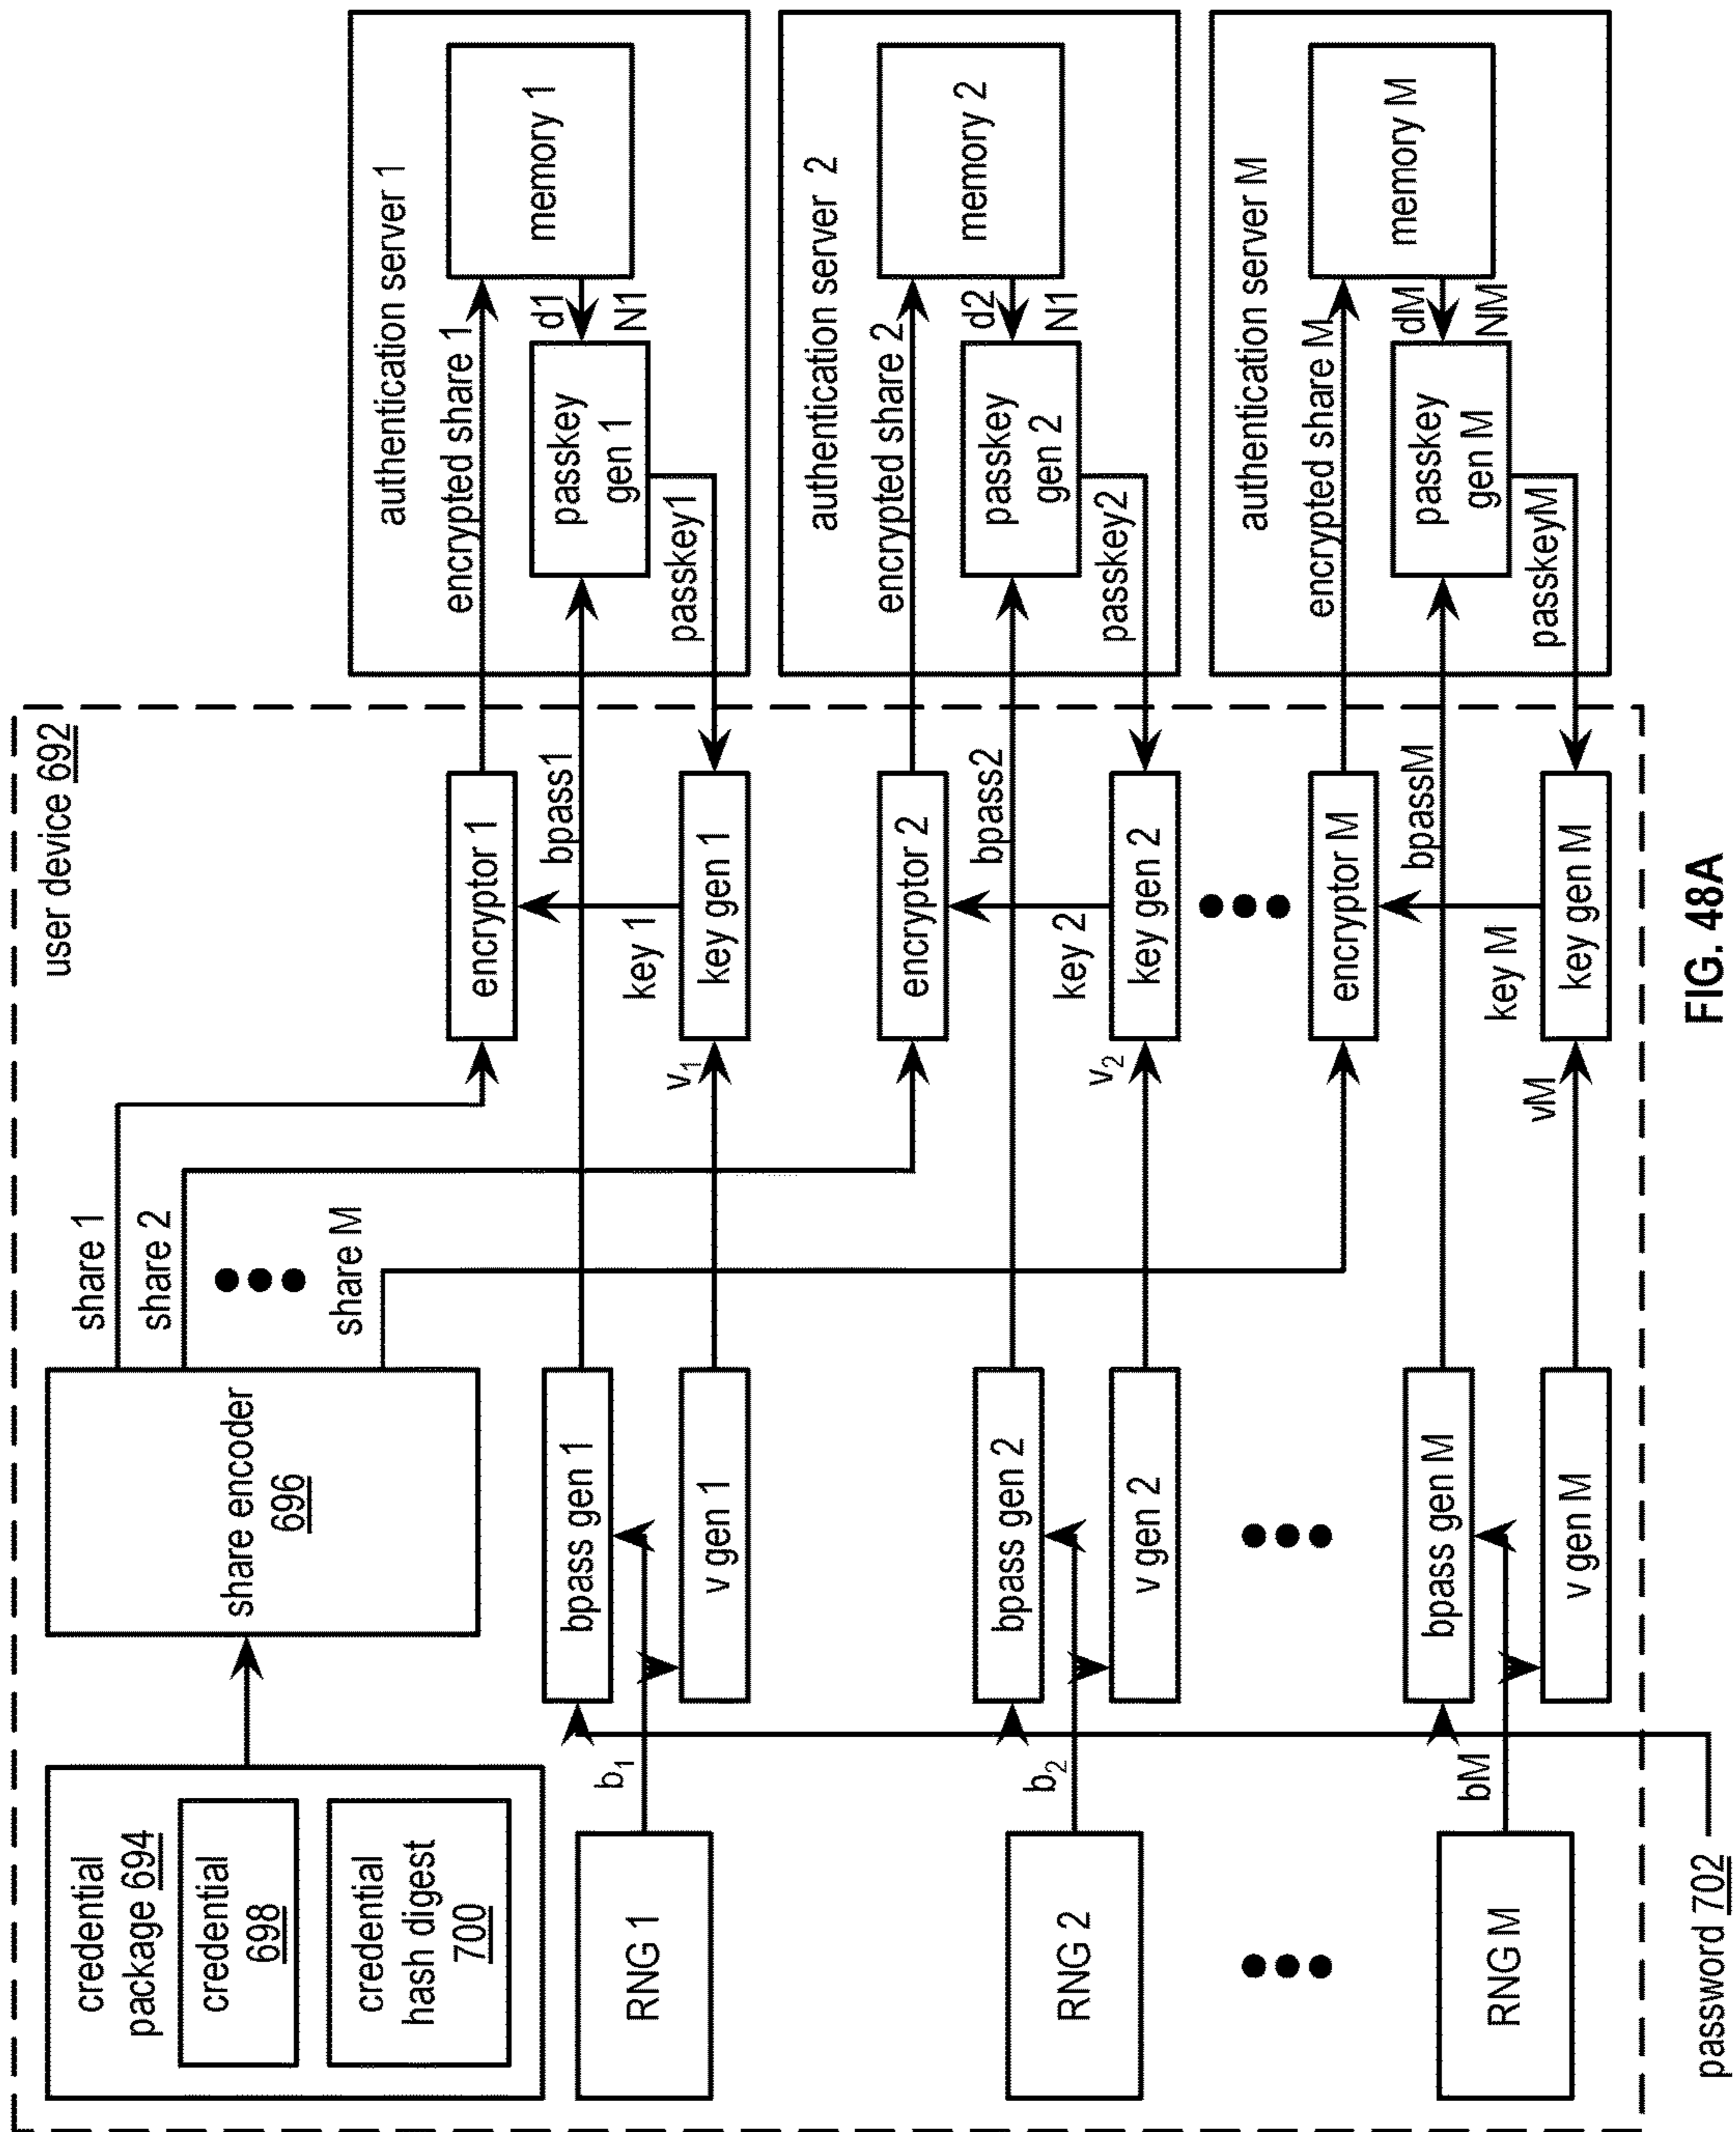 user device 692
credential
package 694
credential
698
credential
hash digest
700
share encoder
696
share 1
share 2
share M
RNG 1
b1
bpass gen 1
v gen 1
v1
encryptor 1
bpass1
key 1
key gen 1
authentication server 1
encrypted share 1
memory 1
d1
N1
passkey
gen 1
passkey1
RNG 2
b2
bpass gen 2
v gen 2
v2
encryptor 2
bpass2
key 2
key gen 2
authentication server 2
encrypted share 2
memory 2
d2
N1
passkey
gen 2
passkey2
RNG M
bM
bpass gen M
v gen M
vM
encryptor M
bpassM
key M
key gen M
authentication server M
encrypted share M
memory M
dM
NM
passkey
gen M
passkeyM
password 702
FIG. 48A